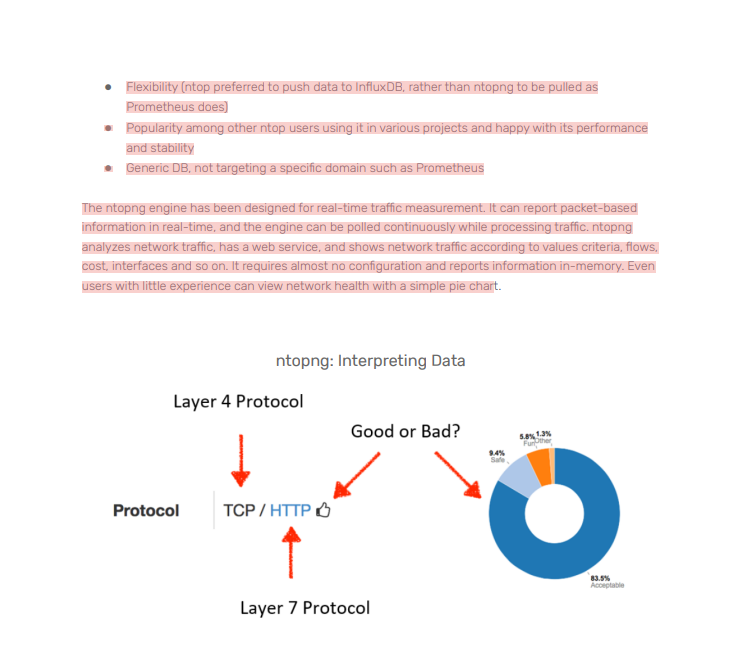 ● Flexibility (ntop preferred to push data to InfluxDB, rather than ntopng to be pulled as
Prometheus does)
● Popularity among other ntop users using it in various projects and happy with its performance
and stability
● Generic DB, not targeting a specific domain such as Prometheus
The ntopng engine has been designed for real-time traffic measurement. It can report packet-based
information in real-time, and the engine can be polled continuously while processing traffic. ntopng
analyzes network traffic, has a web service, and shows network traffic according to values criteria, flows,
cost, interfaces and so on. It requires almost no configuration and reports information in-memory. Even
users with little experience can view network health with a simple pie chart.
ntopng: Interpreting Data
Layer 4 Protocol
Good or Bad?
5.8% 1.3%
Fun Other
9.4%
Safe
Protocol TCP / HTTP
83.5%
Acceptable
Layer 7 Protocol